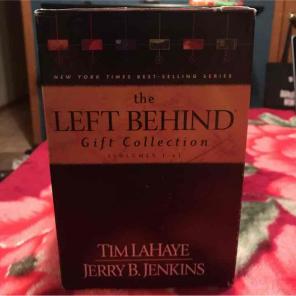 NEW YORK TIMES BEST-SELLING SERIES
the
LEFT BEHIND
Gift Collection
TIM LAHAYE
JERRY B. JENKINS